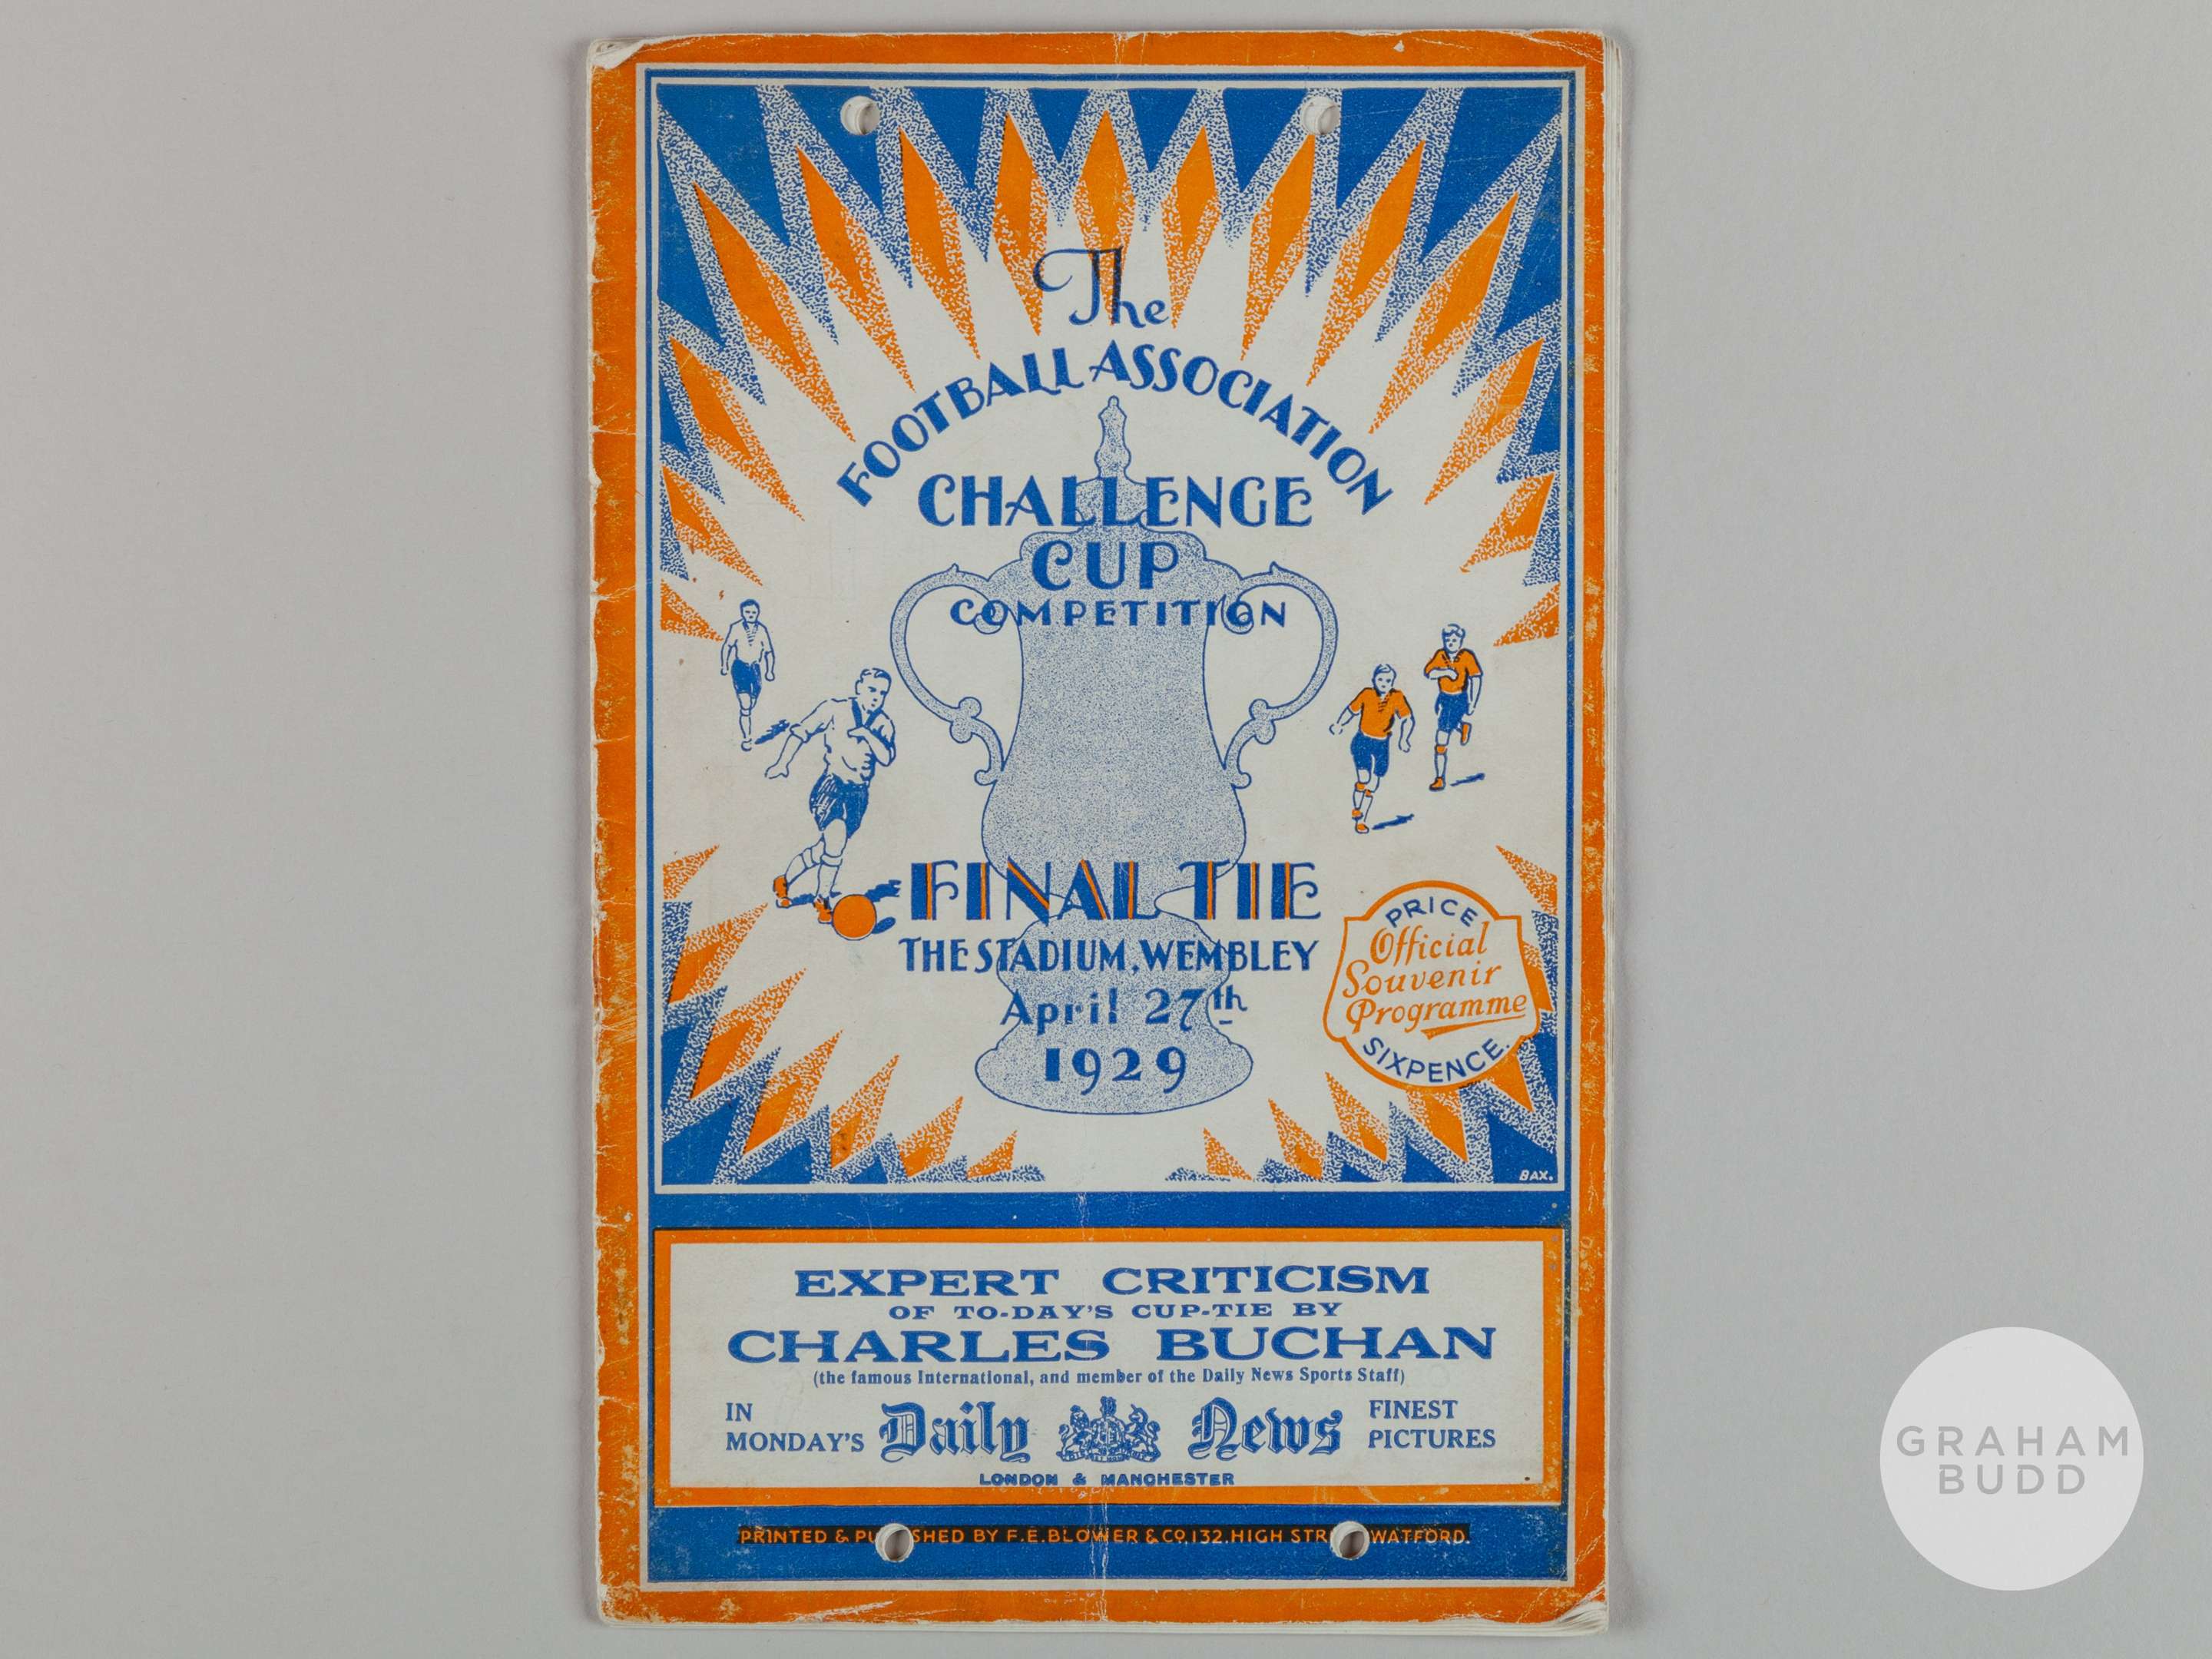 The
FOOTBALL ASSOCIATION
CHALLENGE
CUP
COMPETITION
FINAL TIE
THE STADIUM, WEMBLEY
April 27th
1929
PRICE
Official
Souvenir
Programme
SIXPENCE.
BAX.
EXPERT CRITICISM
OF TO-DAY'S CUP-TIE BY
CHARLES BUCHAN
(the famous International, and member of the Daily News Sports Staff)
IN MONDAY'S
Daily News
FINEST PICTURES
LONDON & MANCHESTER
PRINTED & PU SHED BY F.E. BLOWER & CO. 132. HIGH STR WATFORD.
GRAHAM
BUDD